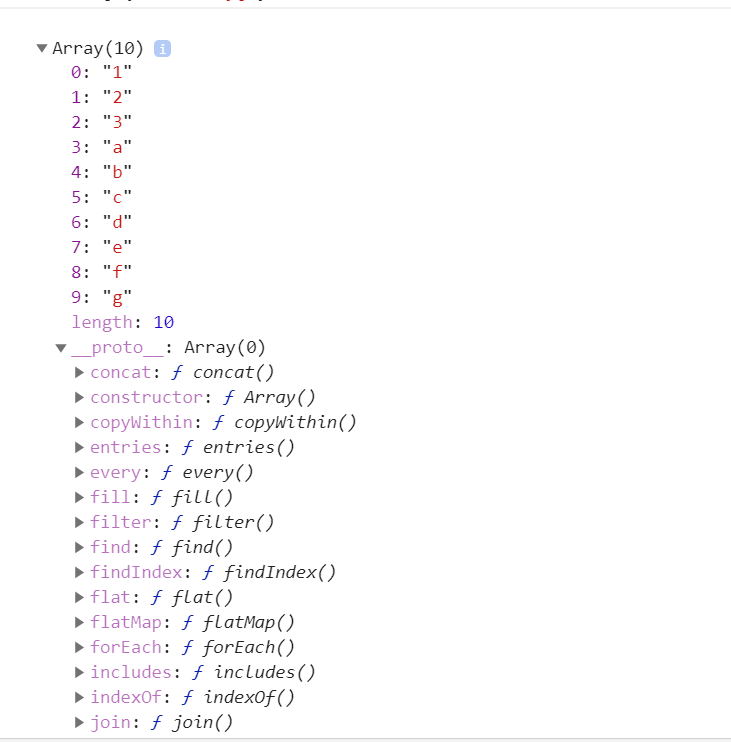 Array(10) i
0: "1"
1: "2"
2: "3"
3: "a"
4: "b"
5: "c"
6: "d"
7: "e"
8: "f"
9: "g"
length: 10
__proto__: Array(0)
concat: ƒ concat()
constructor: ƒ Array()
copyWithin: ƒ copyWithin()
entries: ƒ entries()
every: ƒ every()
fill: ƒ fill()
filter: ƒ filter()
find: ƒ find()
findIndex: ƒ findIndex()
flat: ƒ flat()
flatMap: ƒ flatMap()
forEach: ƒ forEach()
includes: ƒ includes()
indexOf: ƒ indexOf()
join: ƒ join()